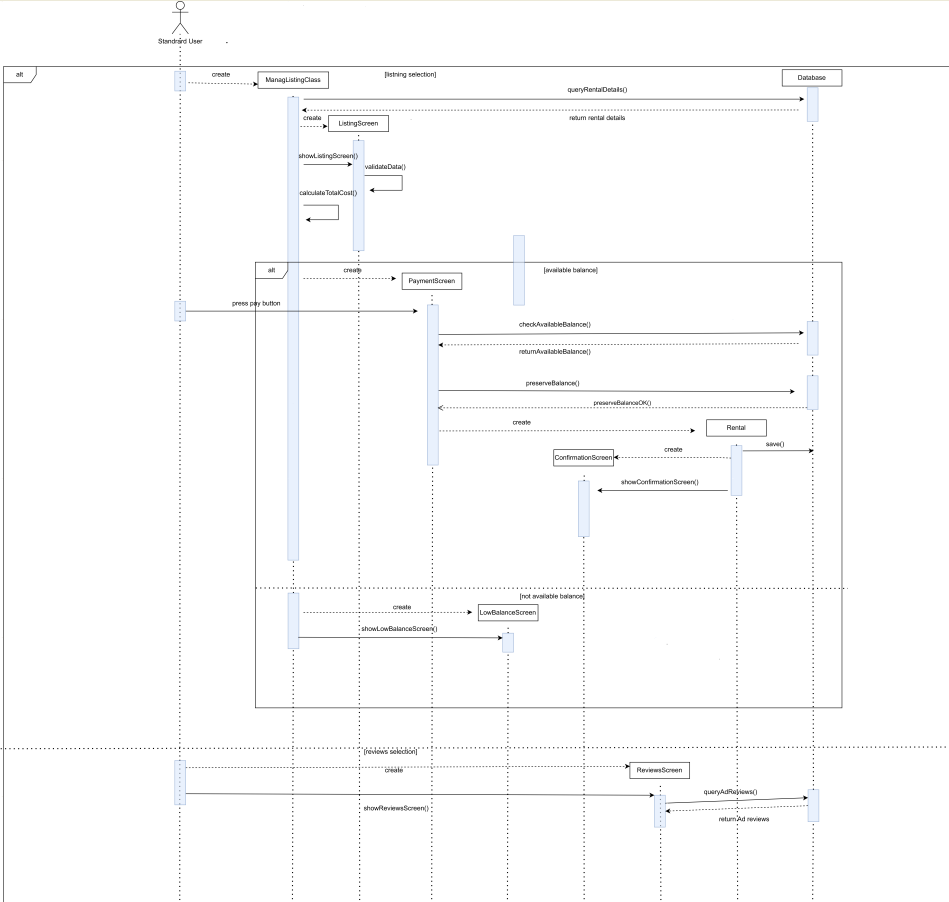 Standrard User
alt
[listning selection]
create
ManagListingClass
Database
queryRentalDetails()
return rental details
create
ListingScreen
showListingScreen()
validateData()
calculateTotalCost()
alt
[available balance]
create
PaymentScreen
press pay button
checkAvailableBalance()
returnAvailableBalance()
preserveBalance()
preserveBalanceOK()
create
Rental
save()
create
ConfirmationScreen
showConfirmationScreen()
[not available balance]
create
LowBalanceScreen
showLowBalanceScreen()
[reviews selection]
create
ReviewsScreen
queryAdReviews()
showReviewsScreen()
return Ad reviews